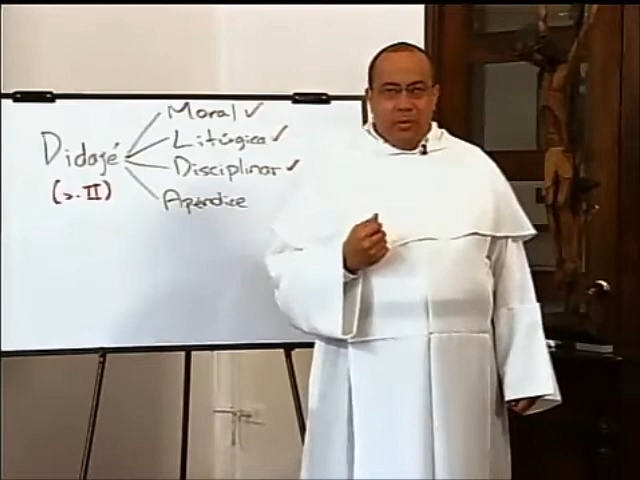 Moral ✓
Litúrgica ✓
Didajé
Disciplinar ✓
(s. II)
Apéndice